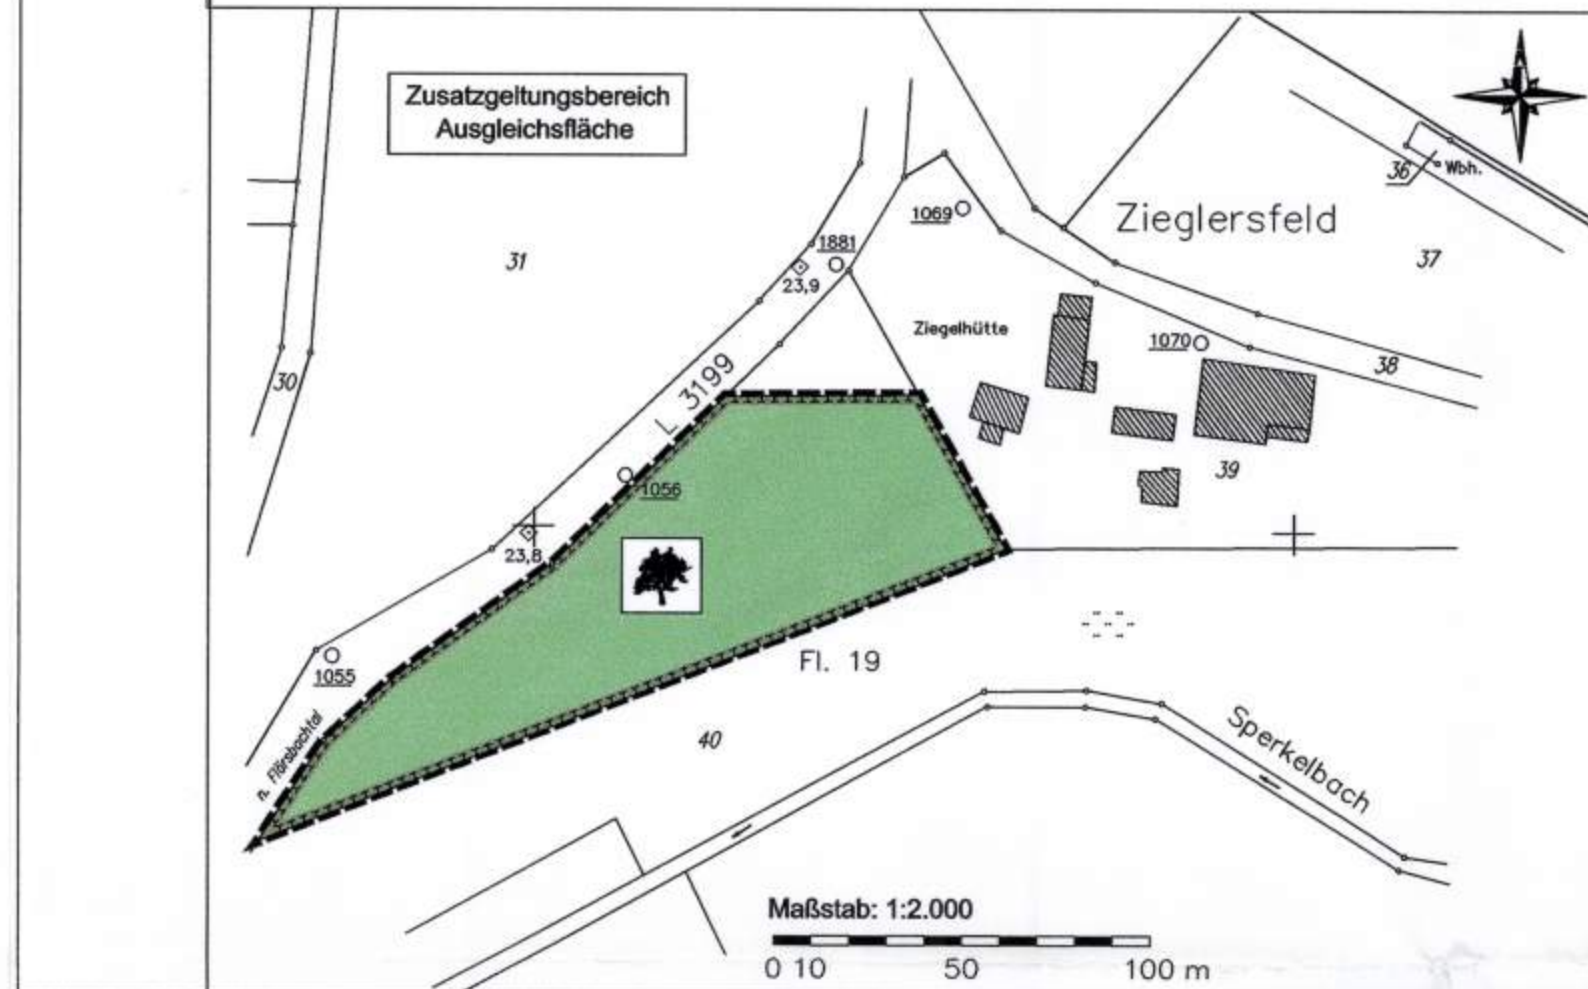 Zusatzgeltungsbereich
Ausgleichsfläche
36
Wbh.
1069
Zieglersfeld
1881
31
37
23,9
Ziegelhütte
1070
38
30
L 3199
39
1056
23,8
Fl. 19
1055
40
n. Flörsbachtal
Sperkelbach
Maßstab: 1:2.000
0 10 50 100 m